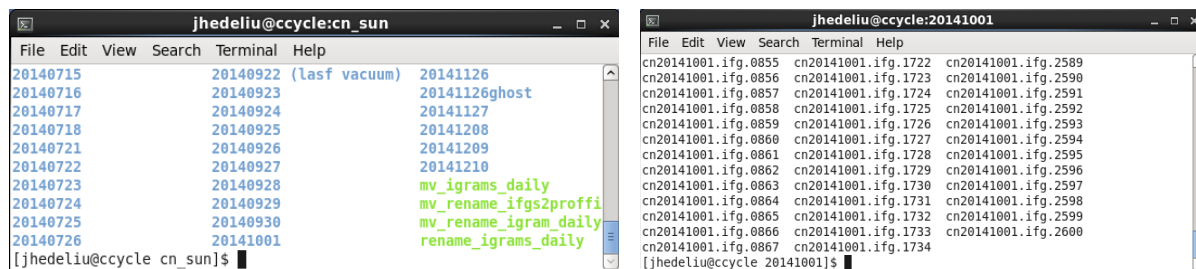 jhedeliu@ccycle:cn_sun
File Edit View Search Terminal Help
20140715 20140922 (lasf vacuum) 20141126
20140716 20140923 20141126ghost
20140717 20140924 20141127
20140718 20140925 20141208
20140721 20140926 20141209
20140722 20140927 20141210
20140723 20140928 mv_igrams_daily
20140724 20140929 mv_rename_ifgs2proffi
20140725 20140930 mv_rename_igram_daily
20140726 20141001 rename_igrams_daily
[jhedeliu@ccycle cn_sun]$
jhedeliu@ccycle:20141001
File Edit View Search Terminal Help
cn20141001.ifg.0855 cn20141001.ifg.1722 cn20141001.ifg.2589
cn20141001.ifg.0856 cn20141001.ifg.1723 cn20141001.ifg.2590
cn20141001.ifg.0857 cn20141001.ifg.1724 cn20141001.ifg.2591
cn20141001.ifg.0858 cn20141001.ifg.1725 cn20141001.ifg.2592
cn20141001.ifg.0859 cn20141001.ifg.1726 cn20141001.ifg.2593
cn20141001.ifg.0860 cn20141001.ifg.1727 cn20141001.ifg.2594
cn20141001.ifg.0861 cn20141001.ifg.1728 cn20141001.ifg.2595
cn20141001.ifg.0862 cn20141001.ifg.1729 cn20141001.ifg.2596
cn20141001.ifg.0863 cn20141001.ifg.1730 cn20141001.ifg.2597
cn20141001.ifg.0864 cn20141001.ifg.1731 cn20141001.ifg.2598
cn20141001.ifg.0865 cn20141001.ifg.1732 cn20141001.ifg.2599
cn20141001.ifg.0866 cn20141001.ifg.1733 cn20141001.ifg.2600
cn20141001.ifg.0867 cn20141001.ifg.1734
[jhedeliu@ccycle 20141001]$